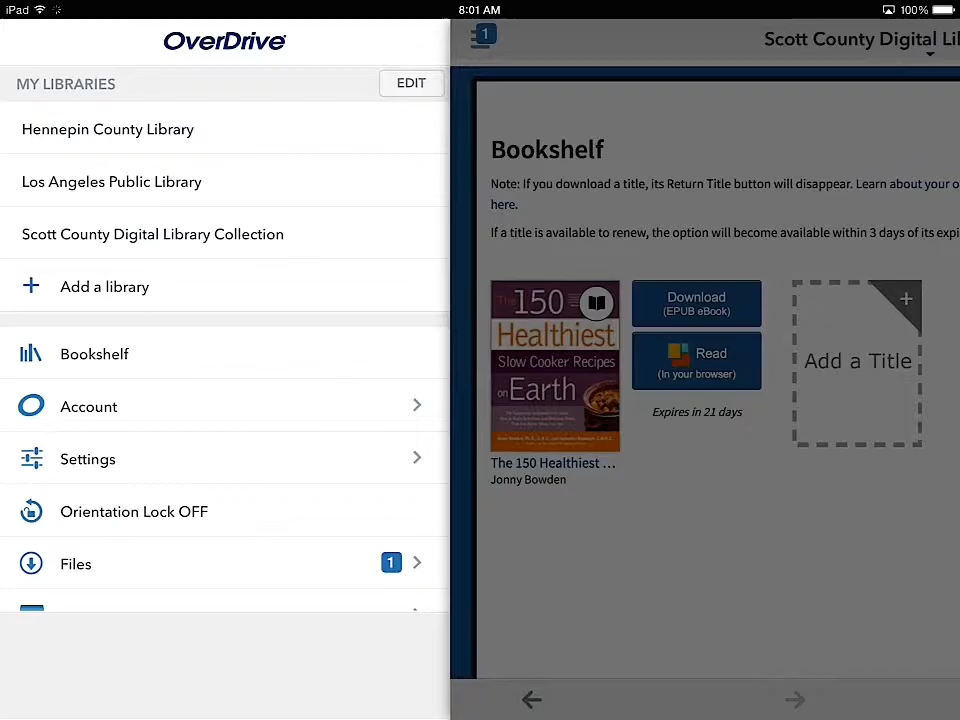 iPad
8:01 AM
100%
OverDrive
MY LIBRARIES
EDIT
Hennepin County Library
Los Angeles Public Library
Scott County Digital Library Collection
+ Add a library
Bookshelf
Account
Settings
Orientation Lock OFF
Files
1
1
Scott County Digital Li
Bookshelf
Note: If you download a title, its Return Title button will disappear. Learn about your o
here.
If a title is available to renew, the option will become available within 3 days of its expi
The 150
Healthiest
Slow Cooker Recipes
on Earth
Download
(EPUB eBook)
Read
(In your browser)
Expires in 21 days
+
Add a Title
The 150 Healthiest ...
Jonny Bowden